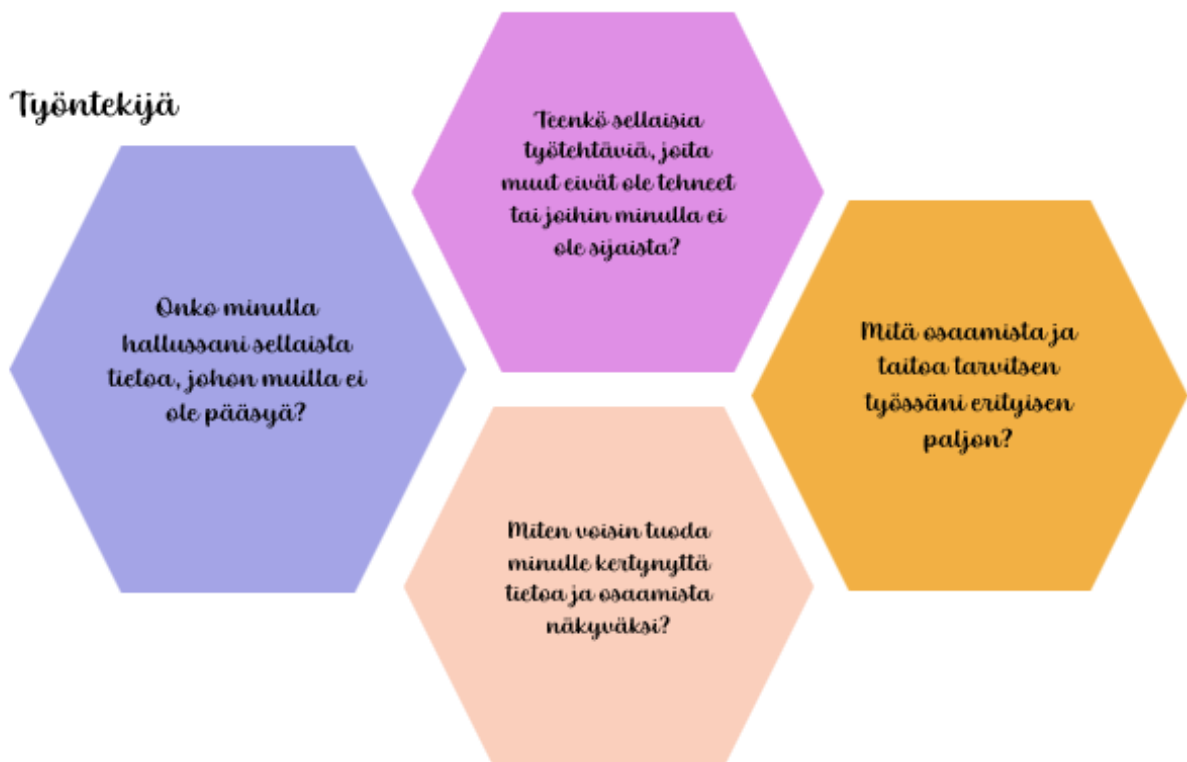 Työntekijä
Teenkö sellaisia
työtehtäviä, joita
muut eivät ole tehneet
tai joihin minulla ei
ole sijaista?
Onko minulla
hallussani sellaista
tietoa, johon muilla ei
ole pääsyä?
Mitä osaamista ja
taitoa tarvitsen
työssäni erityisen
paljon?
Miten voisin tuoda
minulle kertynyttä
tietoa ja osaamista
näkyväksi?